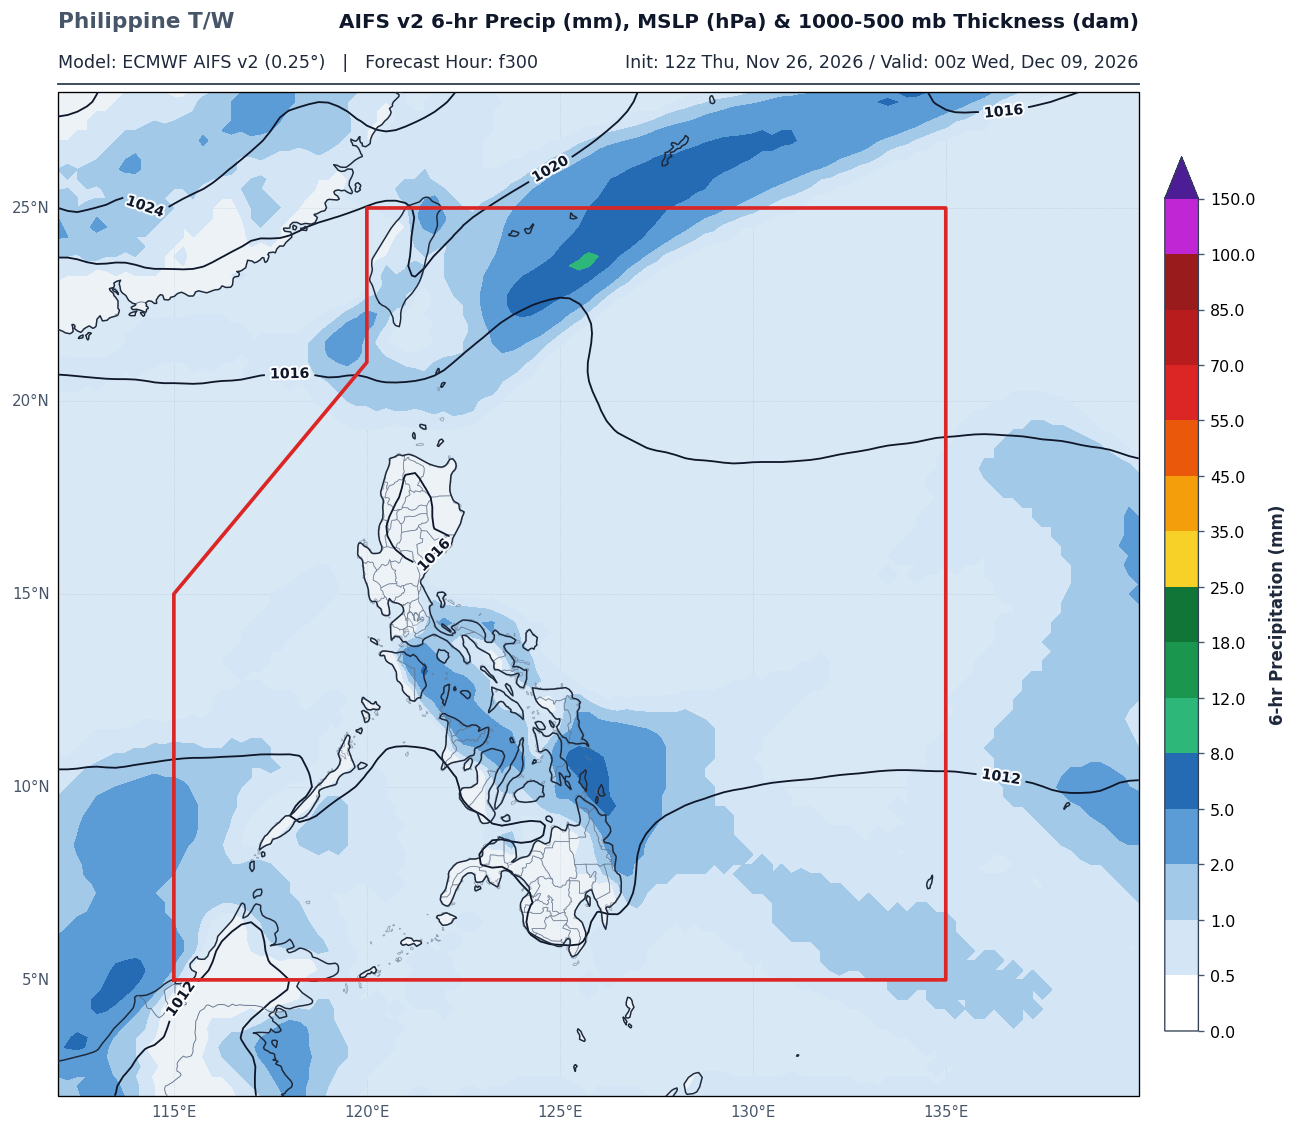 Philippine T/W
AIFS v2 6-hr Precip (mm), MSLP (hPa) & 1000-500 mb Thickness (dam)
Model: ECMWF AIFS v2 (0.25°) | Forecast Hour: f300
Init: 12z Thu, Nov 26, 2026 / Valid: 00z Wed, Dec 09, 2026
1016
1020
1024
1016
1016
1012
1012
25°N
20°N
15°N
10°N
5°N
115°E
120°E
125°E
130°E
135°E
150.0
100.0
85.0
70.0
55.0
45.0
35.0
25.0
18.0
12.0
8.0
5.0
2.0
1.0
0.5
0.0
6-hr Precipitation (mm)